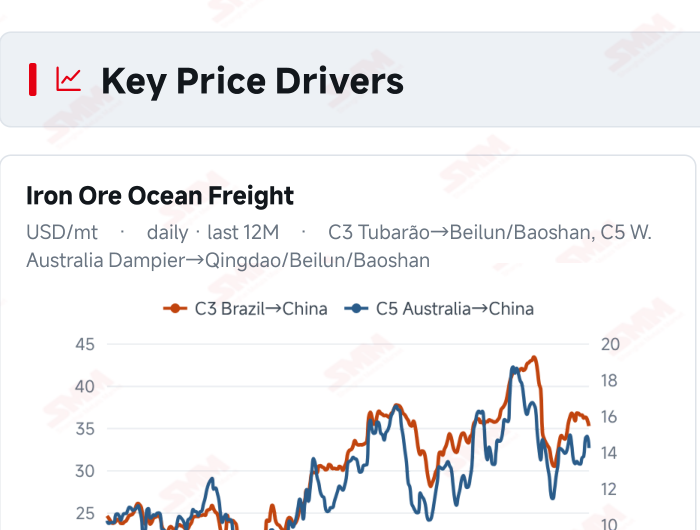 Key Price Drivers
Iron Ore Ocean Freight
USD/mt · daily · last 12M · C3 Tubarão→Beilun/Baoshan, C5 W.
Australia Dampier→Qingdao/Beilun/Baoshan
C3 Brazil→China C5 Australia→China
45 20
40 18
35 16
30 14
25 12
10
SMM